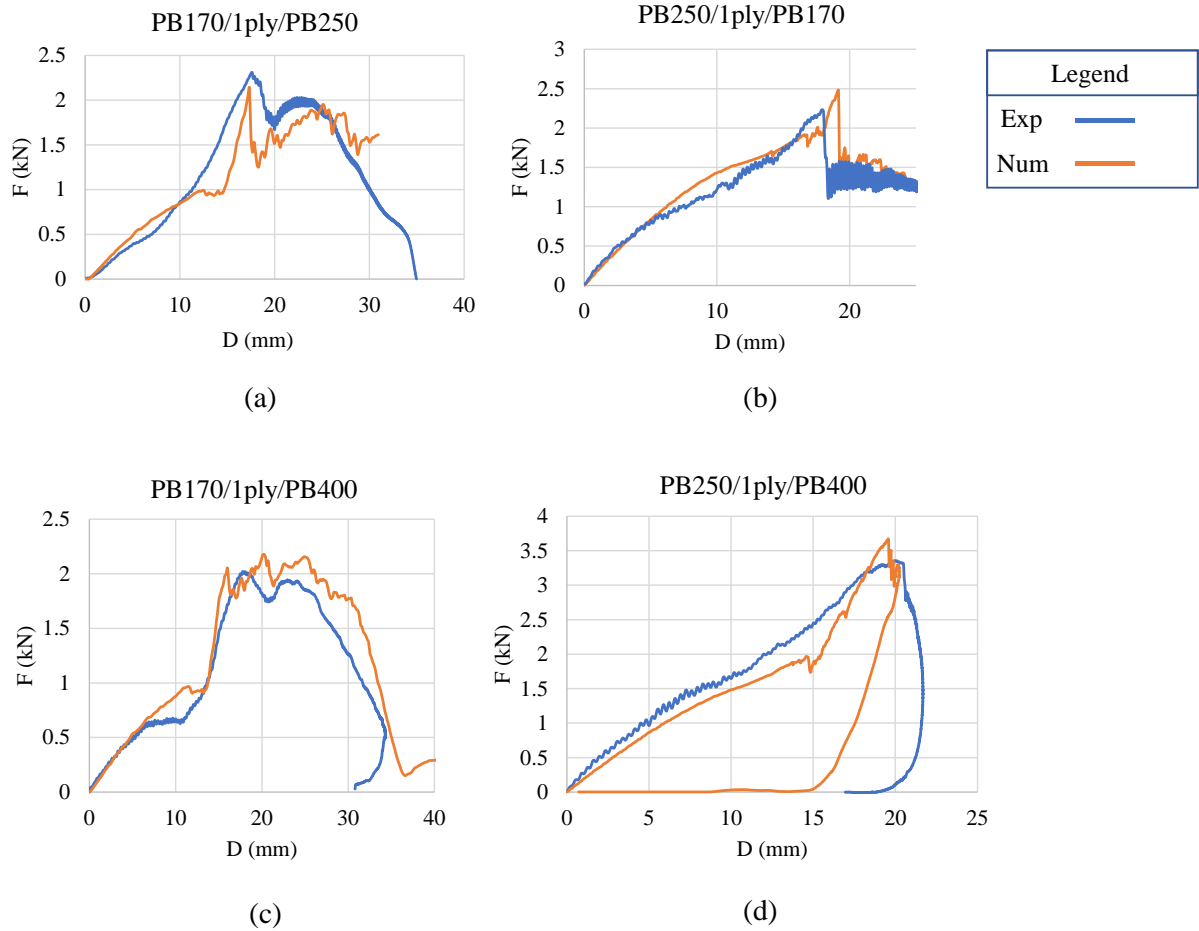 PB170/1ply/PB250
2.5
2
1.5
1
0.5
0
F (kN)
0 10 20 30 40
D (mm)
(a)
PB250/1ply/PB170
3
2.5
2
1.5
1
0.5
0
F (kN)
0 10 20
D (mm)
(b)
Legend
Exp
Num
PB170/1ply/PB400
2.5
2
1.5
1
0.5
0
F (kN)
0 10 20 30 40
D (mm)
(c)
PB250/1ply/PB400
4
3.5
3
2.5
2
1.5
1
0.5
0
F (kN)
0 5 10 15 20 25
D (mm)
(d)